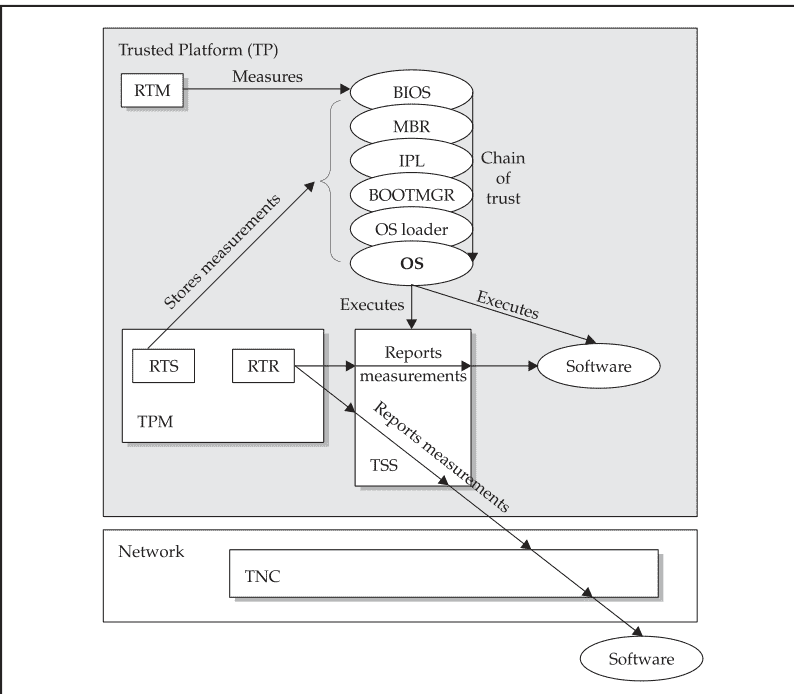 Trusted Platform (TP)
RTM
Measures
BIOS
MBR
IPL
BOOTMGR
OS loader
OS
Chain
of
trust
Stores measurements
Executes
Executes
RTS
RTR
TPM
Reports
measurements
TSS
Software
Reports measurements
Network
TNC
Software